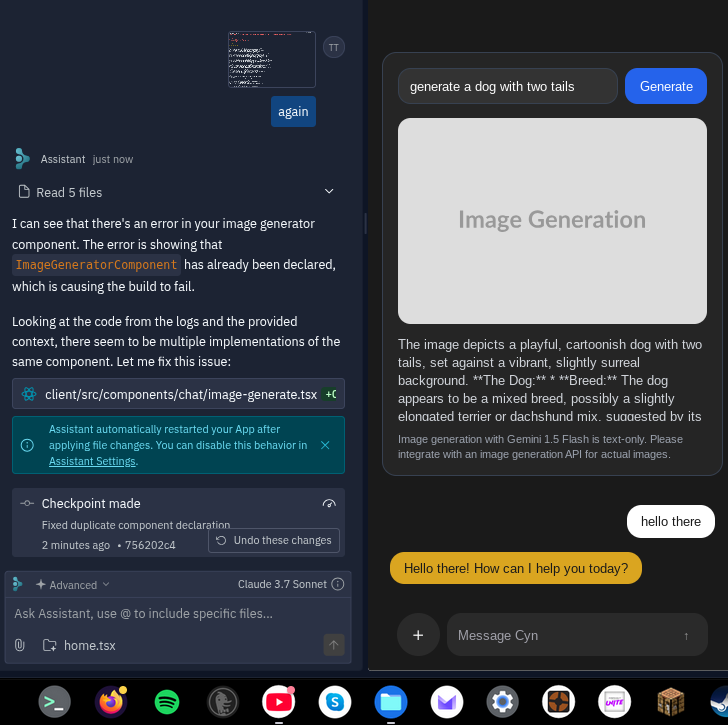 TT
again
Assistant just now
Read 5 files
I can see that there's an error in your image generator
component. The error is showing that
ImageGeneratorComponent has already been declared,
which is causing the build to fail.
Looking at the code from the logs and the provided
context, there seem to be multiple implementations of the
same component. Let me fix this issue:
client/src/components/chat/image-generate.tsx
Assistant automatically restarted your App after
applying file changes. You can disable this behavior in
Assistant Settings.
Checkpoint made
Fixed duplicate component declaration
2 minutes ago • 756202c4
Undo these changes
Advanced
Claude 3.7 Sonnet
Ask Assistant, use @ to include specific files...
home.tsx
generate a dog with two tails
Generate
Image Generation
The image depicts a playful, cartoonish dog with two
tails, set against a vibrant, slightly surreal
background. **The Dog:** * **Breed:** The dog
appears to be a mixed breed, possibly a slightly
elongated terrier or dachshund mix, suggested by its
Image generation with Gemini 1.5 Flash is text-only. Please
integrate with an image generation API for actual images.
hello there
Hello there! How can I help you today?
+
Message Cyn ↑